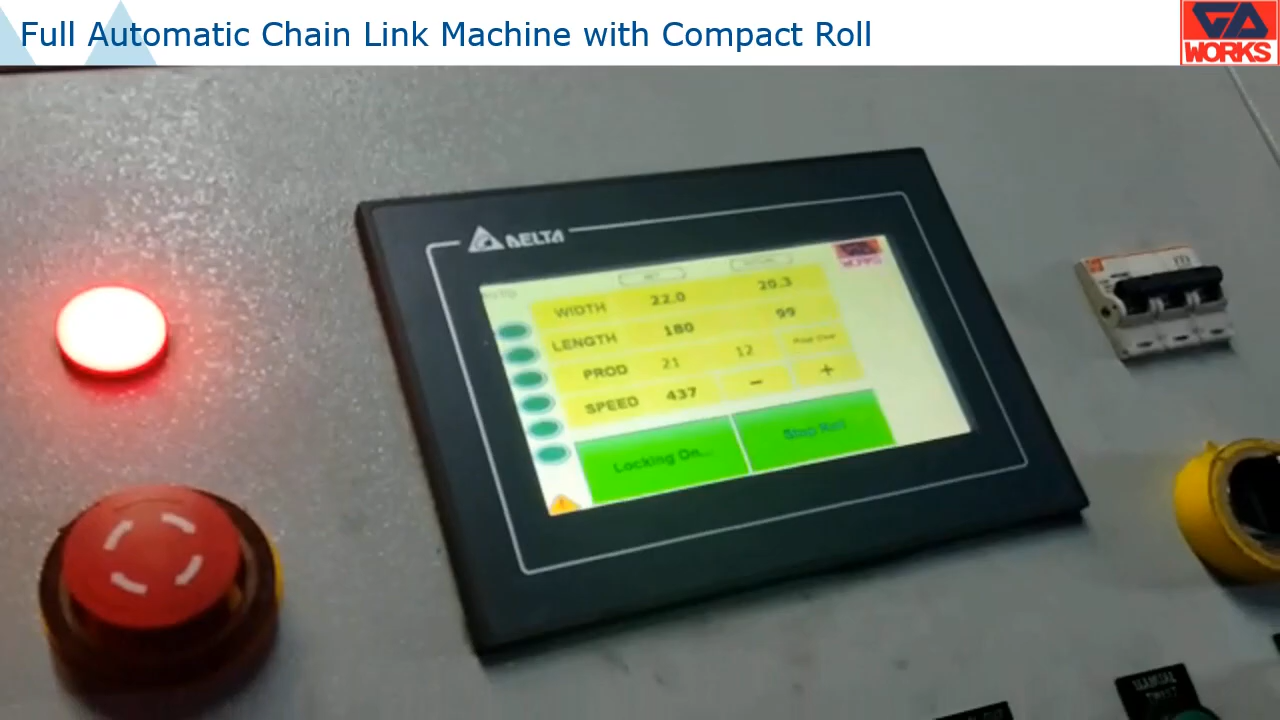 Full Automatic Chain Link Machine with Compact Roll
GA
WORKS
DELTA
WORKS
WIDTH 22.0 20.3
LENGTH 180 99
PROD 21 12
SPEED 437 - +
Locking On... Stop Roll